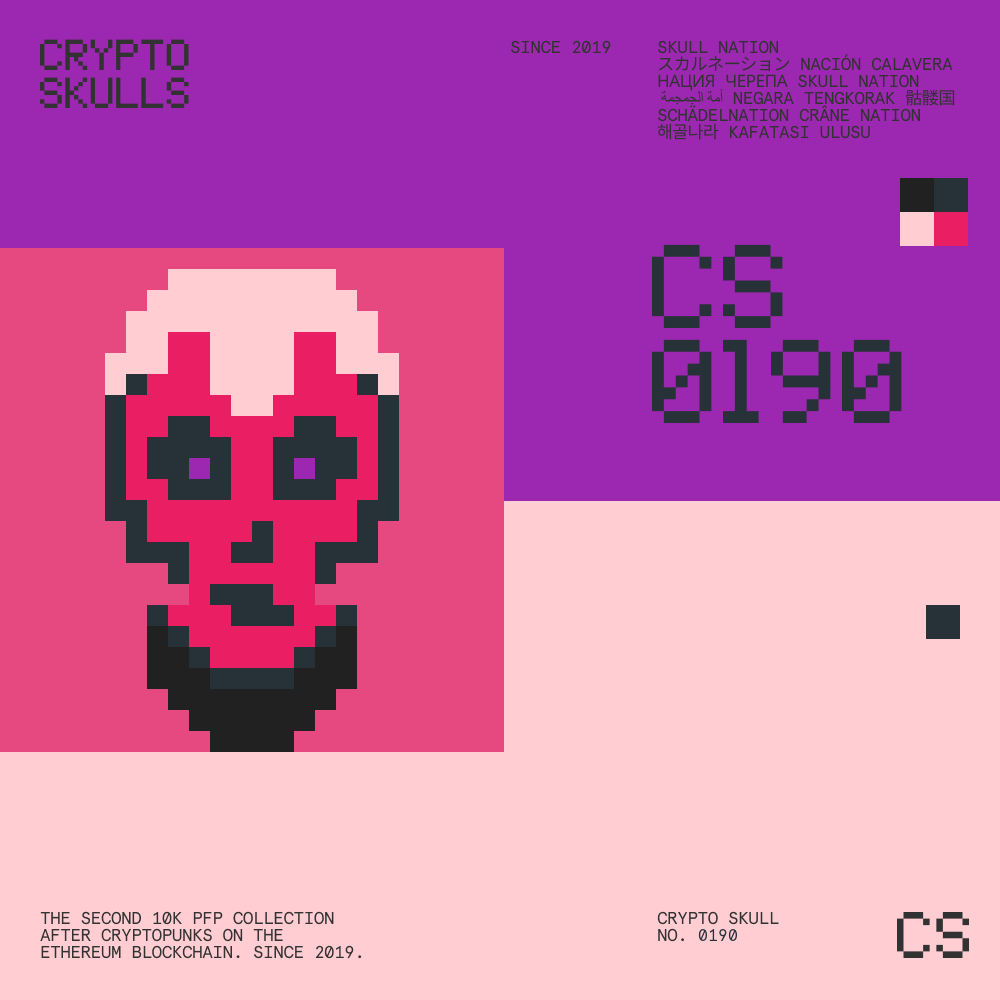 CRYPTO
SKULLS
SINCE 2019
SKULL NATION
スカルネーション NACIÓN CALAVERA
НАЦИЯ ЧЕРЕПА SKULL NATION
أمة الجمجمة NEGARA TENGKORAK 骷髅国
SCHÄDELNATION CRÂNE NATION
해골나라 KAFATASI ULUSU
CS
0190
THE SECOND 10K PFP COLLECTION
AFTER CRYPTOPUNKS ON THE
ETHEREUM BLOCKCHAIN. SINCE 2019.
CRYPTO SKULL
NO. 0190
CS